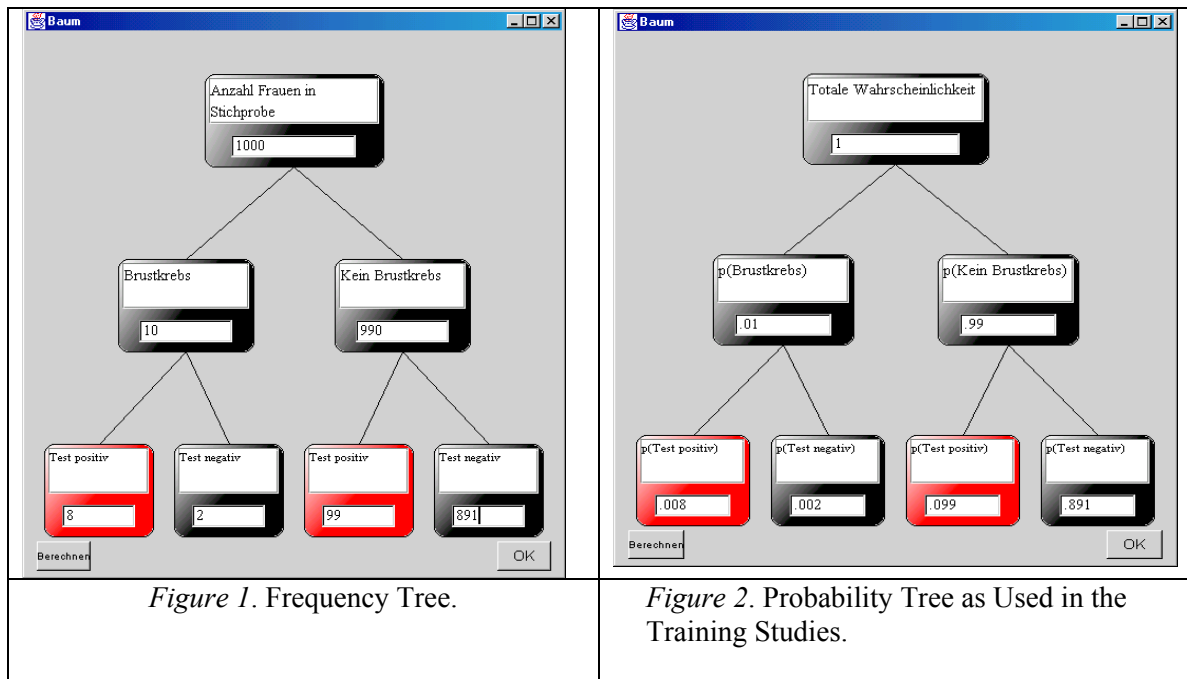 Baum
Anzahl Frauen in
Stichprobe
1000
Brustkrebs
10
Kein Brustkrebs
990
Test positiv
8
Test negativ
2
Test positiv
99
Test negativ
891
Berechnen
OK
Figure 1. Frequency Tree.
Baum
Totale Wahrscheinlichkeit
1
p(Brustkrebs)
.01
p(Kein Brustkrebs)
.99
p(Test positiv)
.008
p(Test negativ)
.002
p(Test positiv)
.099
p(Test negativ)
.891
Berechnen
OK
Figure 2. Probability Tree as Used in the
Training Studies.